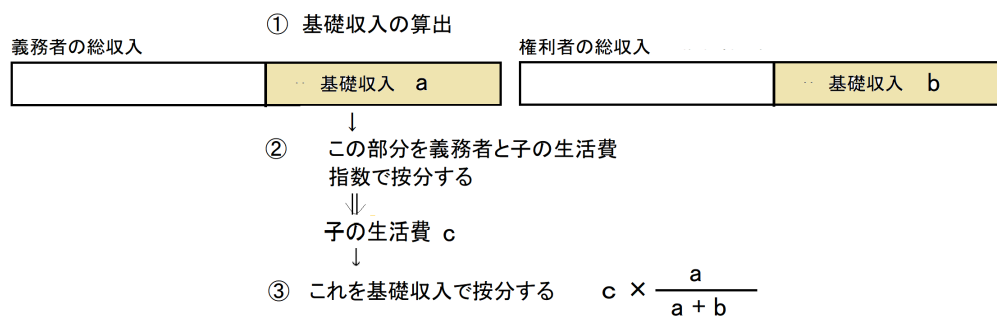 ① 基礎収入の算出
義務者の総収入
権利者の総収入
基礎収入 a
基礎収入 b
↓
② この部分を義務者と子の生活費
指数で按分する
⇓
子の生活費 c
↓
③ これを基礎収入で按分する c × a / a + b